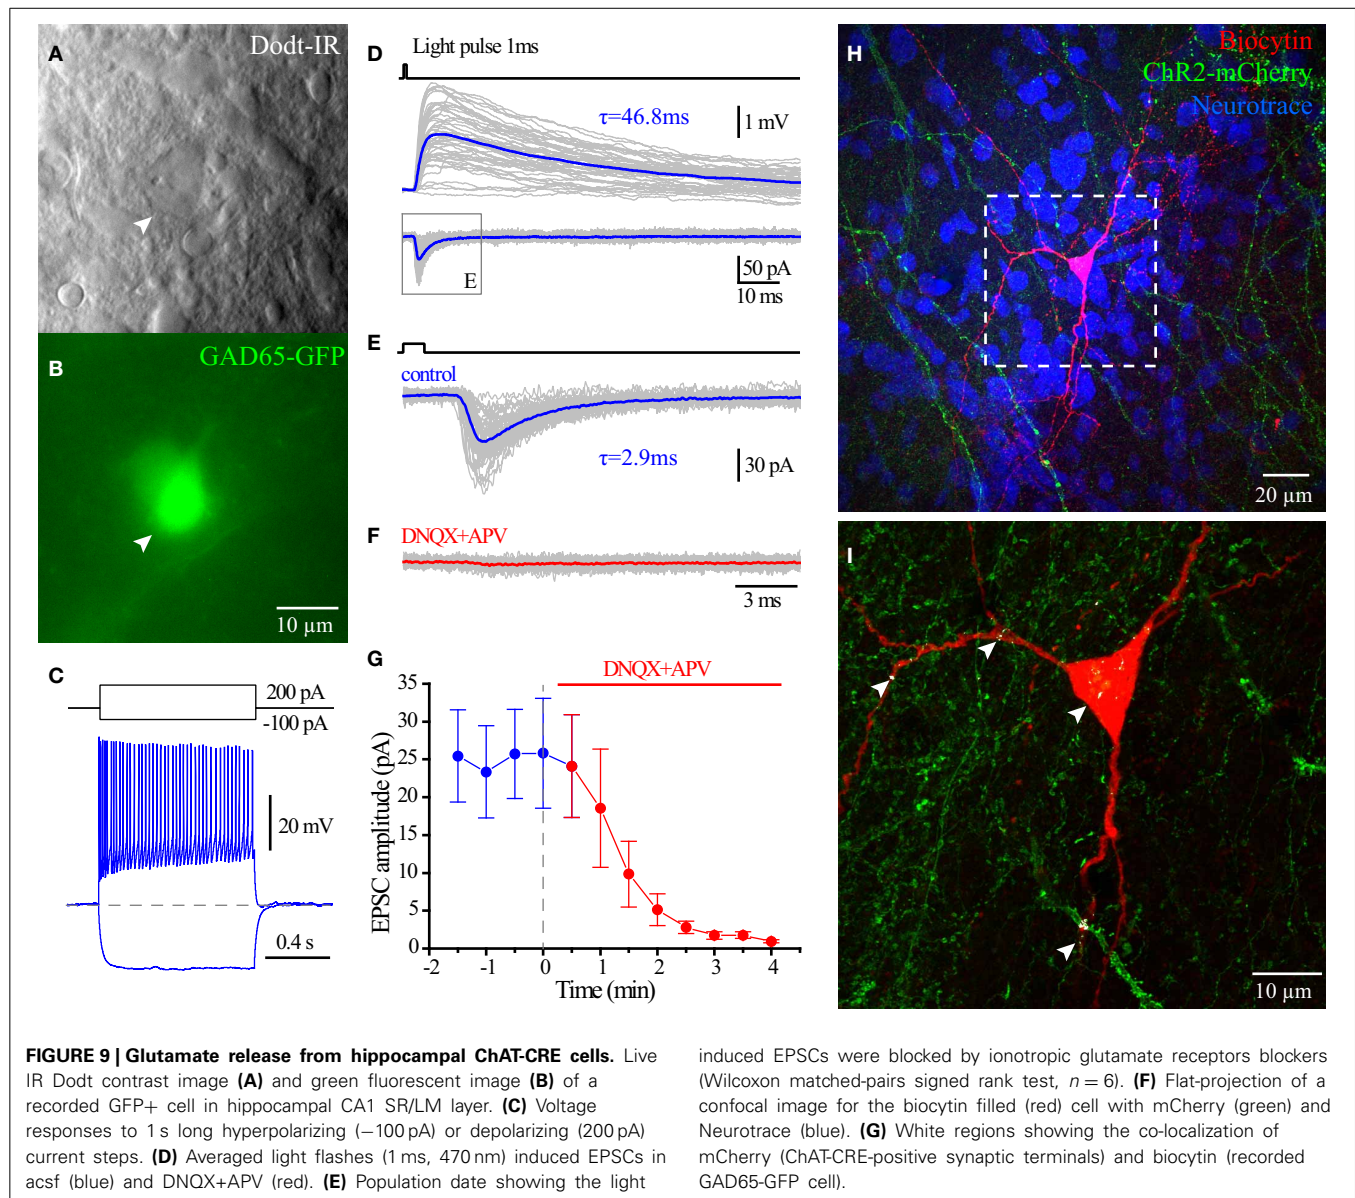 A
Dodt-IR
B
GAD65-GFP
10 µm
C
200 pA
-100 pA
20 mV
0.4 s
D
Light pulse 1ms
τ=46.8ms
1 mV
E
50 pA
10 ms
E
control
τ=2.9ms
30 pA
F
DNQX+APV
3 ms
G
DNQX+APV
EPSC amplitude (pA)
35
30
25
20
15
10
5
0
-2 -1 0 1 2 3 4
Time (min)
H
Biocytin
ChR2-mCherry
Neurotrace
20 µm
I
10 µm
FIGURE 9 | Glutamate release from hippocampal ChAT-CRE cells. Live
IR Dodt contrast image (A) and green fluorescent image (B) of a
recorded GFP+ cell in hippocampal CA1 SR/LM layer. (C) Voltage
responses to 1 s long hyperpolarizing (−100 pA) or depolarizing (200 pA)
current steps. (D) Averaged light flashes (1 ms, 470 nm) induced EPSCs in
acsf (blue) and DNQX+APV (red). (E) Population date showing the light
induced EPSCs were blocked by ionotropic glutamate receptors blockers
(Wilcoxon matched-pairs signed rank test, n = 6). (F) Flat-projection of a
confocal image for the biocytin filled (red) cell with mCherry (green) and
Neurotrace (blue). (G) White regions showing the co-localization of
mCherry (ChAT-CRE-positive synaptic terminals) and biocytin (recorded
GAD65-GFP cell).